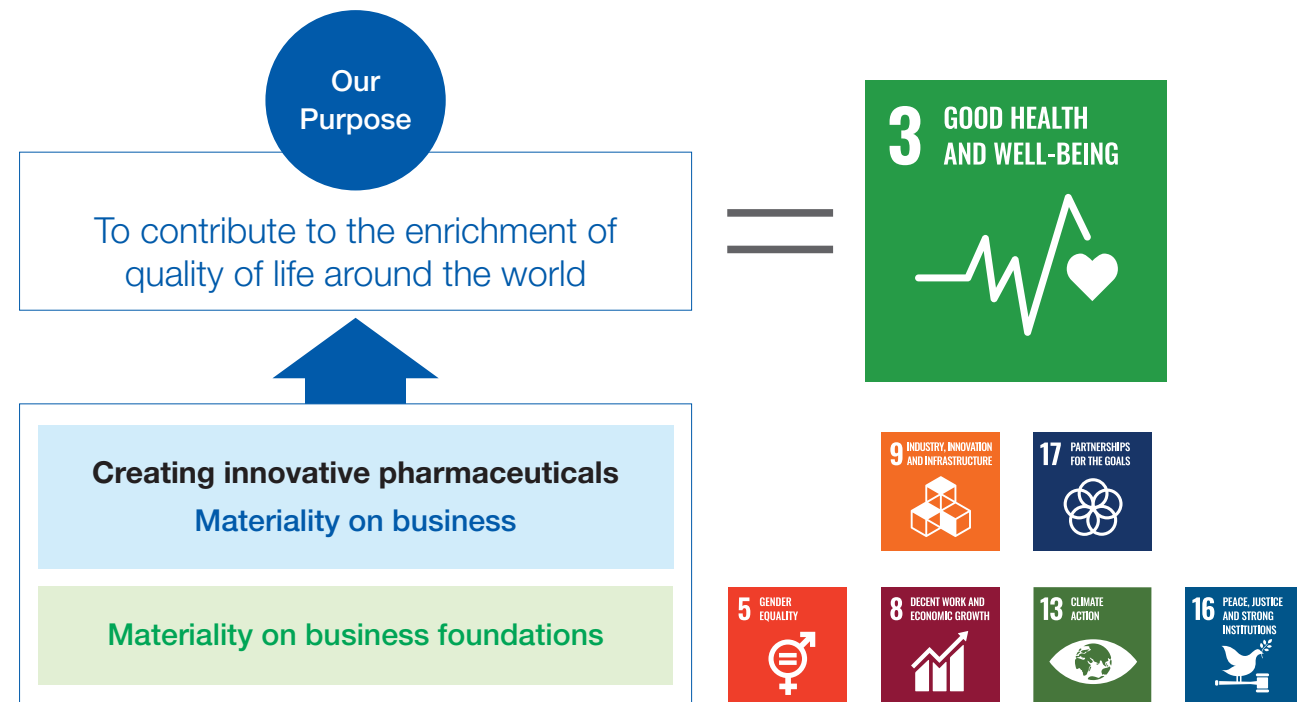 Our
Purpose
To contribute to the enrichment of
quality of life around the world
3 GOOD HEALTH
AND WELL-BEING
Creating innovative pharmaceuticals
Materiality on business
9 INDUSTRY, INNOVATION
AND INFRASTRUCTURE
17 PARTNERSHIPS
FOR THE GOALS
Materiality on business foundations
5 GENDER
EQUALITY
8 DECENT WORK AND
ECONOMIC GROWTH
13 CLIMATE
ACTION
16 PEACE, JUSTICE
AND STRONG
INSTITUTIONS